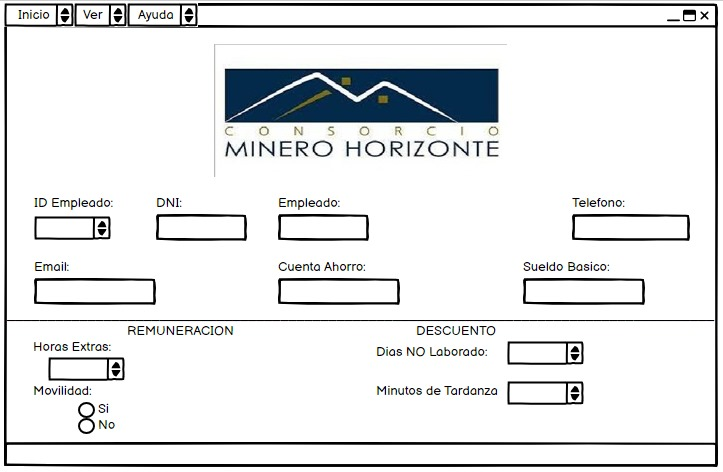 Inicio Ver Ayuda
CONSORCIO
MINERO HORIZONTE
ID Empleado: DNI: Empleado: Telefono:
Email: Cuenta Ahorro: Sueldo Basico:
REMUNERACION DESCUENTO
Horas Extras: Dias NO Laborado:
Movilidad: Minutos de Tardanza
Si
No